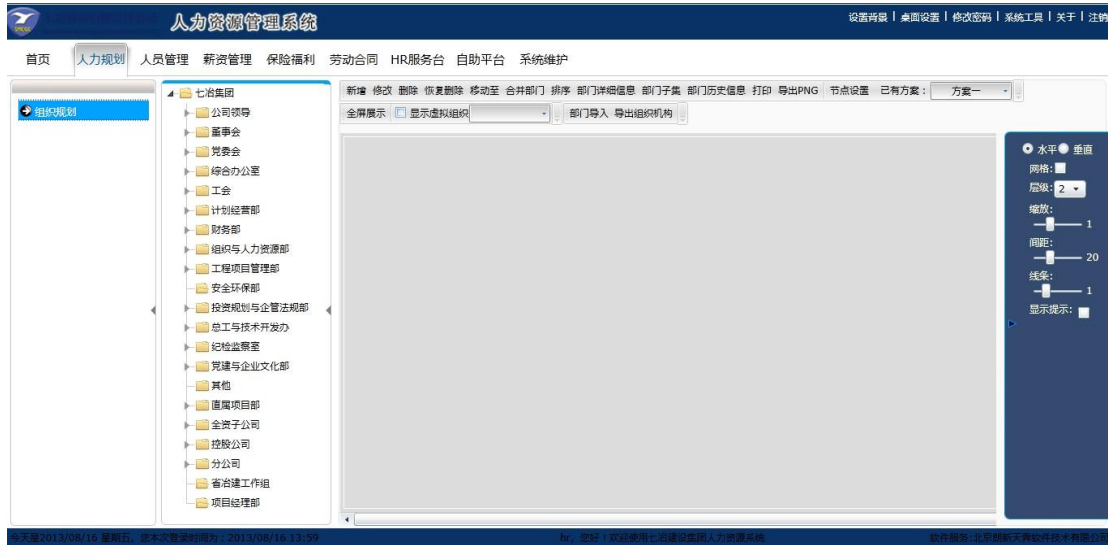 人力资源管理系统
设置背景 | 桌面设置 | 修改密码 | 系统工具 | 关于 | 注销
首页 人力规划 人员管理 薪资管理 保险福利 劳动合同 HR服务台 自助平台 系统维护
组织规划
七冶集团
公司领导
董事会
党委会
综合办公室
工会
计划经营部
财务部
组织与人力资源部
工程项目管理部
安全环保部
投资规划与企管法规部
总工与技术开发办
纪检监察室
党建与企业文化部
其他
直属项目部
全资子公司
控股公司
分公司
省冶建工作组
项目经理部
新增 修改 删除 恢复删除 移动至 合并部门 排序 部门详细信息 部门子集 部门历史信息 打印 导出PNG 节点设置 已有方案: 方案一
全屏展示 显示虚拟组织 部门导入 导出组织机构
水平 垂直
网格:
层级: 2
缩放:
1
间距:
20
线条:
1
显示提示:
今天是2013/08/16 星期五, 您本次登录时间为:2013/08/16 13:59
hr, 您好!欢迎使用七冶建设集团人力资源系统
软件服务:北京朗新天霁软件技术有限公司